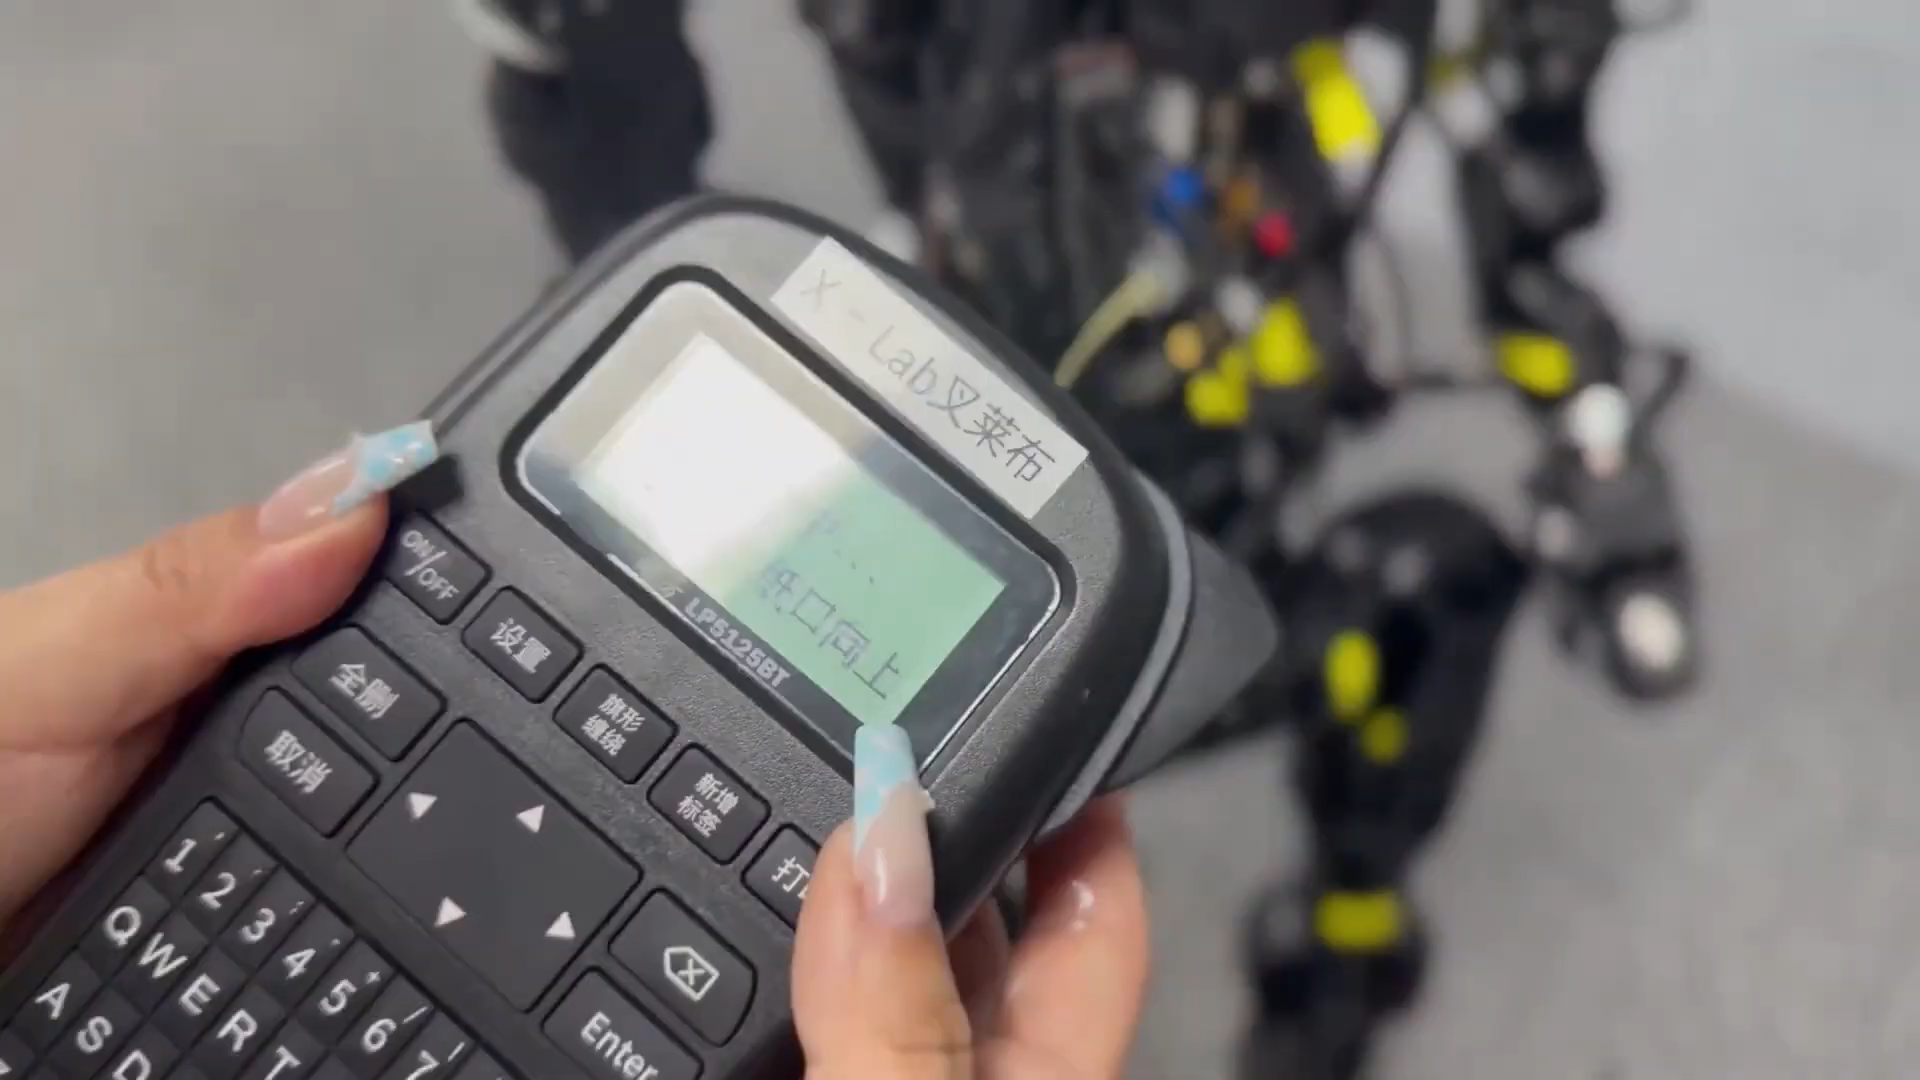 X-Lab叉莱布
纸口向上
LP5125BT
ON/OFF
设置
旗形
缠绕
新增
标签
全删
取消
1 2 3 4 5 6 7
Q W E R T
A S D
Enter